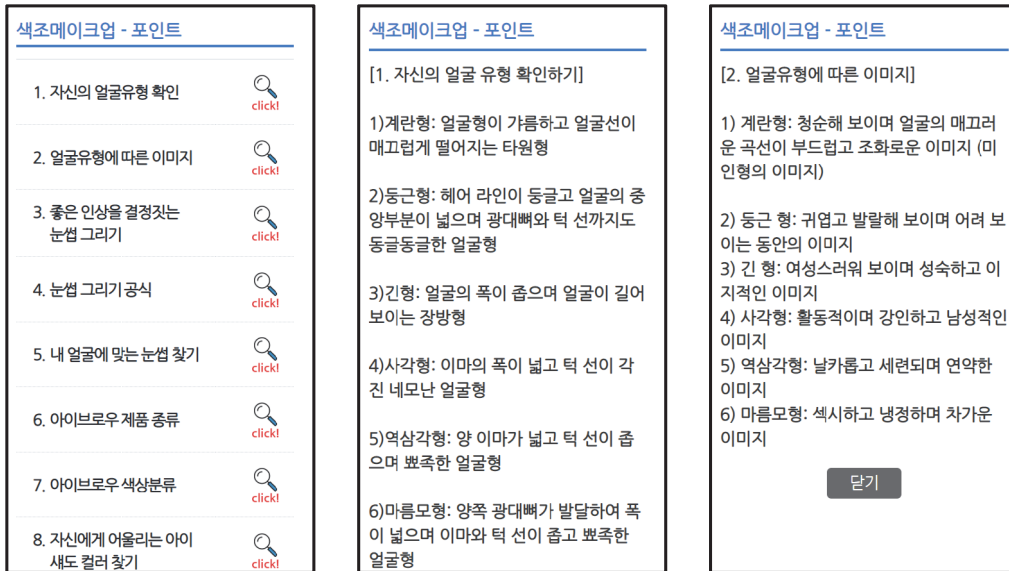 색조메이크업 - 포인트
1. 자신의 얼굴유형 확인
click!
2. 얼굴유형에 따른 이미지
click!
3. 좋은 인상을 결정짓는
눈썹 그리기
click!
4. 눈썹 그리기 공식
click!
5. 내 얼굴에 맞는 눈썹 찾기
click!
6. 아이브로우 제품 종류
click!
7. 아이브로우 색상분류
click!
8. 자신에게 어울리는 아이
섀도 컬러 찾기
click!
색조메이크업 - 포인트
[1. 자신의 얼굴 유형 확인하기]
1)계란형: 얼굴형이 갸름하고 얼굴선이
매끄럽게 떨어지는 타원형
2)둥근형: 헤어 라인이 둥글고 얼굴의 중
앙부분이 넓으며 광대뼈와 턱 선까지도
동글동글한 얼굴형
3)긴형: 얼굴의 폭이 좁으며 얼굴이 길어
보이는 장방형
4)사각형: 이마의 폭이 넓고 턱 선이 각
진 네모난 얼굴형
5)역삼각형: 양 이마가 넓고 턱 선이 좁
으며 뾰족한 얼굴형
6)마름모형: 양쪽 광대뼈가 발달하여 폭
이 넓으며 이마와 턱 선이 좁고 뾰족한
얼굴형
색조메이크업 - 포인트
[2. 얼굴유형에 따른 이미지]
1) 계란형: 청순해 보이며 얼굴의 매끄러
운 곡선이 부드럽고 조화로운 이미지 (미
인형의 이미지)
2) 둥근 형: 귀엽고 발랄해 보이며 어려 보
이는 동안의 이미지
3) 긴 형: 여성스러워 보이며 성숙하고 이
지적인 이미지
4) 사각형: 활동적이며 강인하고 남성적인
이미지
5) 역삼각형: 날카롭고 세련되며 연약한
이미지
6) 마름모형: 섹시하고 냉정하며 차가운
이미지
닫기